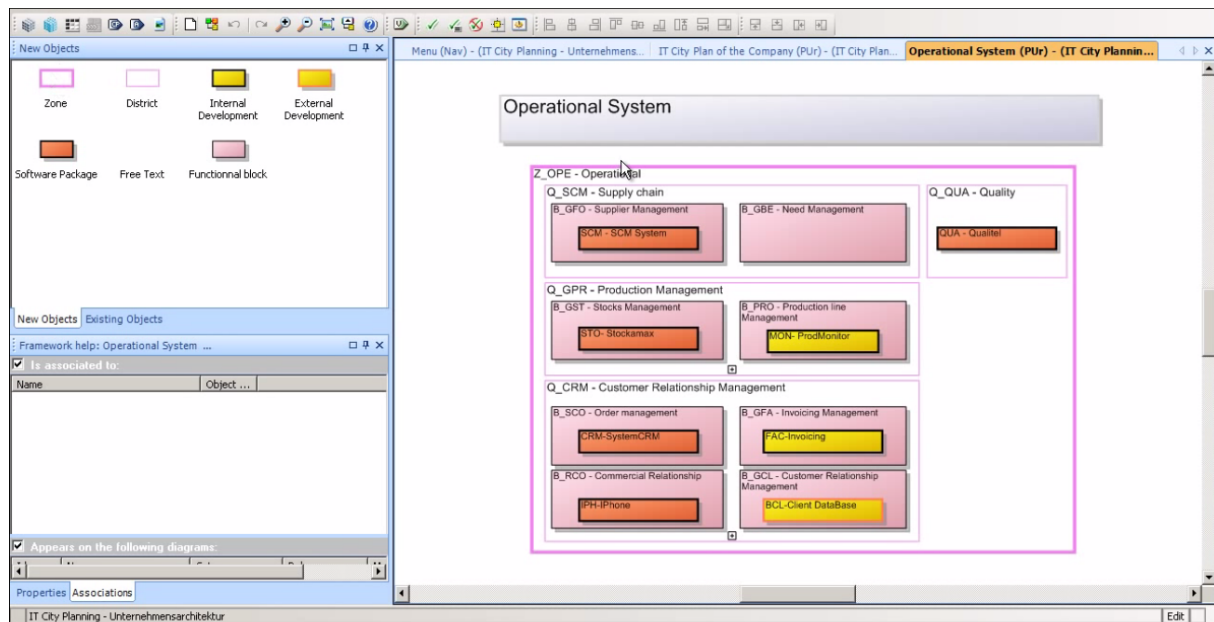 New Objects
Zone
District
Internal
Development
External
Development
Software Package
Free Text
Functionnal block
New Objects
Existing Objects
Framework help: Operational System ...
Is associated to:
Name
Object ...
Appears on the following diagrams:
Properties
Associations
IT City Planning - Unternehmensarchitektur
Menu (Nav) - (IT City Planning - Unternehmens...
IT City Plan of the Company (PUr) - (IT City Plan...
Operational System (PUr) - (IT City Plannin...
Operational System
Z_OPE - Operational
Q_SCM - Supply chain
B_GFO - Supplier Management
SCM - SCM System
B_GBE - Need Management
Q_QUA - Quality
QUA - Qualitel
Q_GPR - Production Management
B_GST - Stocks Management
STO- Stockamax
B_PRO - Production line
Management
MON- ProdMonitor
Q_CRM - Customer Relationship Management
B_SCO - Order management
CRM-SystemCRM
B_GFA - Invoicing Management
FAC-Invoicing
B_RCO - Commercial Relationship
IPH-IPhone
B_GCL - Customer Relationship
Management
BCL-Client DataBase
Edit